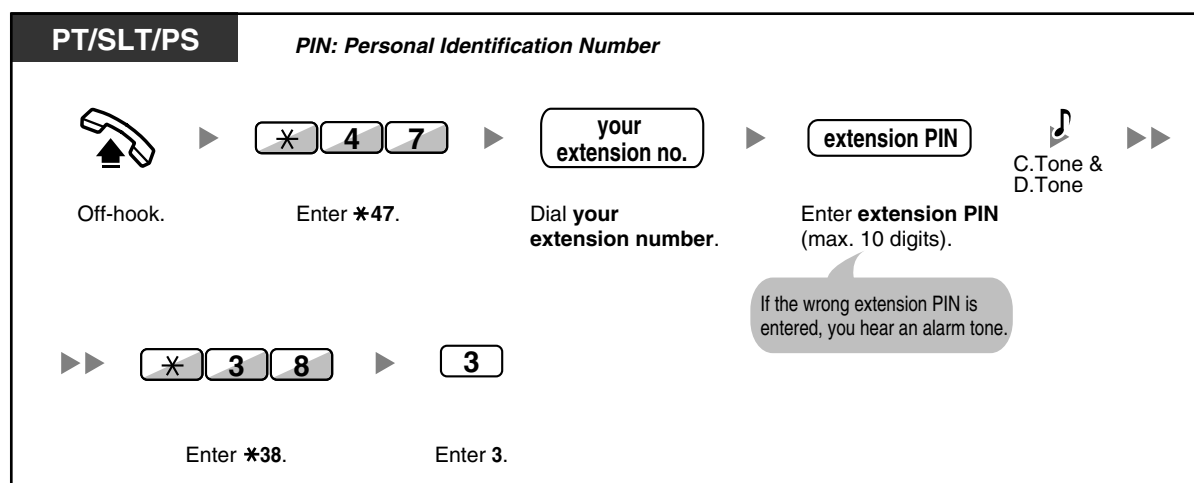 PT/SLT/PS
PIN: Personal Identification Number
✳ 4 7
your
extension no.
extension PIN
C.Tone &
D.Tone
Off-hook.
Enter ✳47.
Dial your
extension number.
Enter extension PIN
(max. 10 digits).
If the wrong extension PIN is
entered, you hear an alarm tone.
✳ 3 8
3
Enter ✳38.
Enter 3.